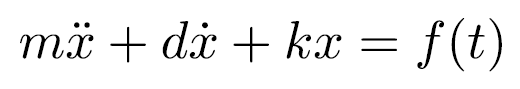 mẍ + dẋ + kx = f(t)